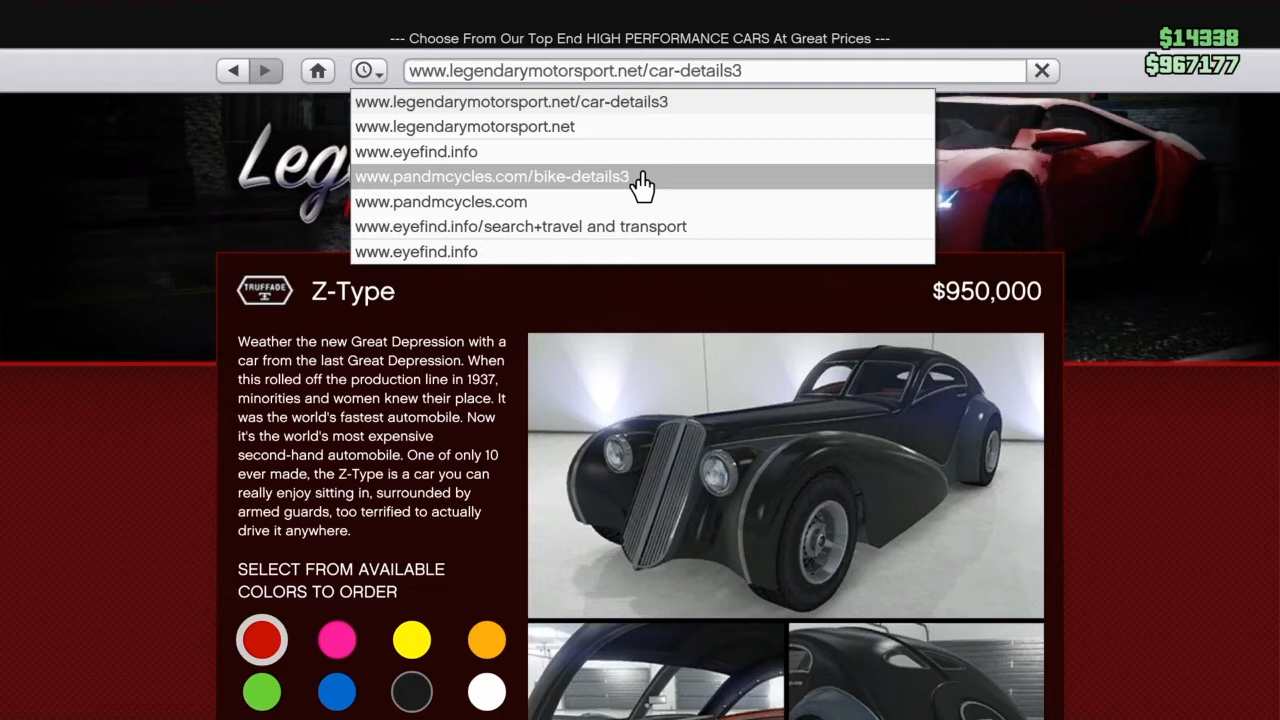 --- Choose From Our Top End HIGH PERFORMANCE CARS At Great Prices ---
$14338
$967177
www.legendarymotorsport.net/car-details3
www.legendarymotorsport.net/car-details3
www.legendarymotorsport.net
www.eyefind.info
www.pandmcycles.com/bike-details3
www.pandmcycles.com
www.eyefind.info/search+travel and transport
www.eyefind.info
Leg
TRUFFADE
Z-Type
$950,000
Weather the new Great Depression with a
car from the last Great Depression. When
this rolled off the production line in 1937,
minorities and women knew their place. It
was the world's fastest automobile. Now
it's the world's most expensive
second-hand automobile. One of only 10
ever made, the Z-Type is a car you can
really enjoy sitting in, surrounded by
armed guards, too terrified to actually
drive it anywhere.
SELECT FROM AVAILABLE
COLORS TO ORDER